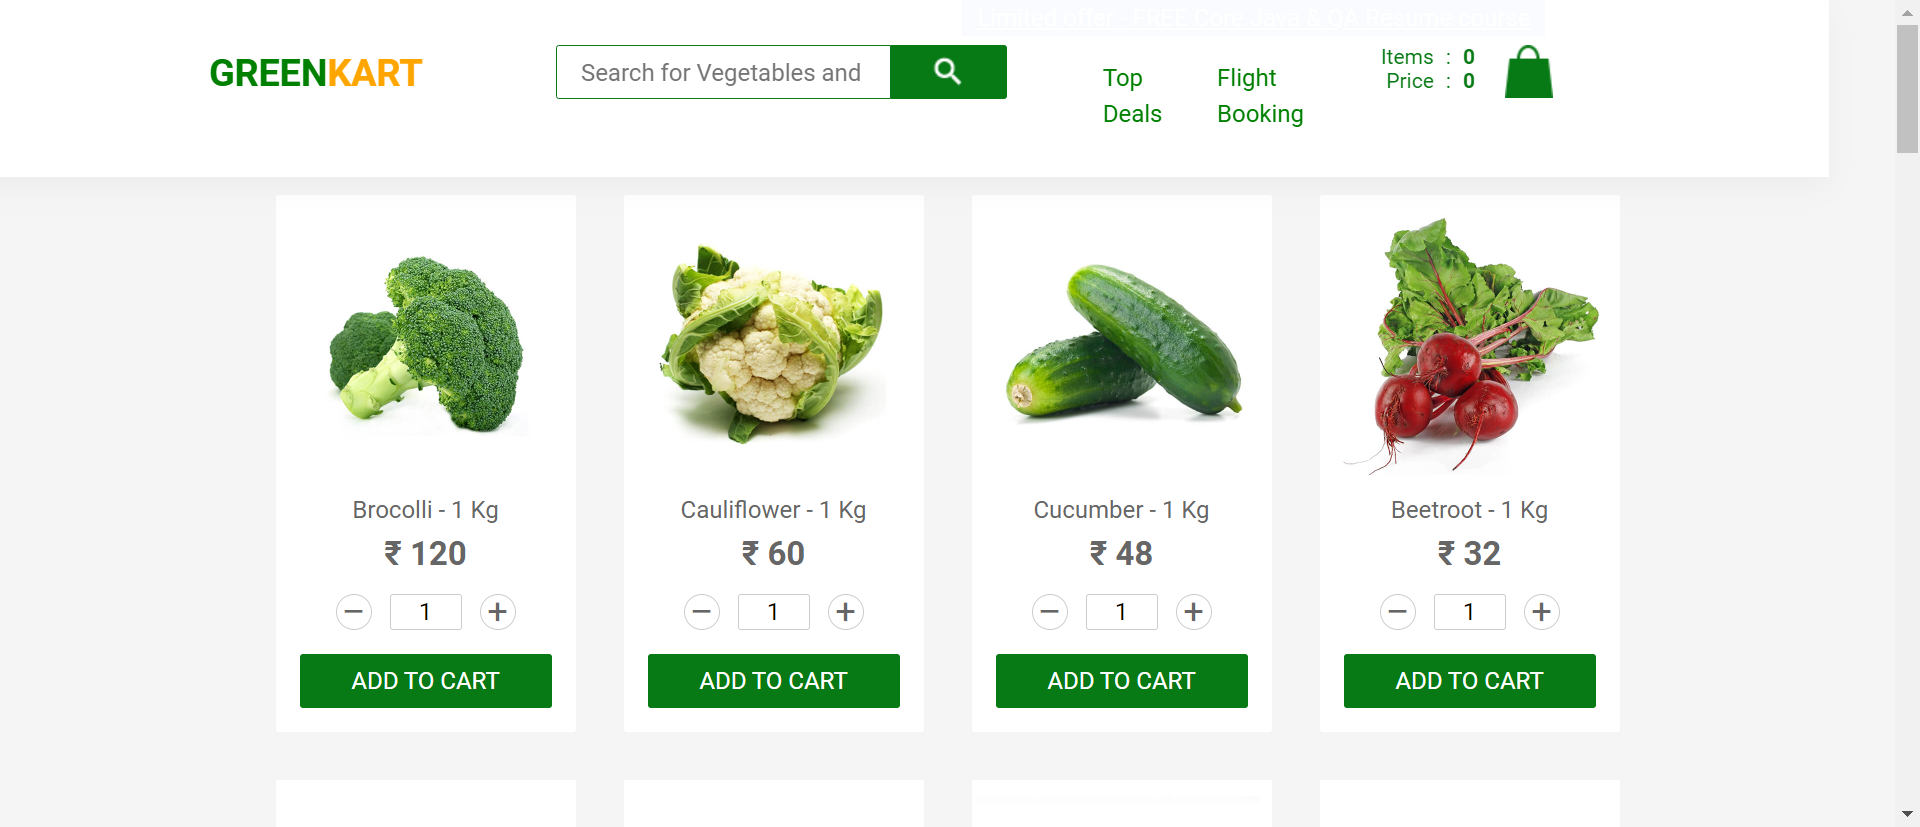 Limited offer - FREE Core Java & QA Resume course
GREENKART
Search for Vegetables and
Top Deals
Flight Booking
Items : 0
Price : 0
Brocolli - 1 Kg
₹ 120
– 1 +
ADD TO CART
Cauliflower - 1 Kg
₹ 60
– 1 +
ADD TO CART
Cucumber - 1 Kg
₹ 48
– 1 +
ADD TO CART
Beetroot - 1 Kg
₹ 32
– 1 +
ADD TO CART